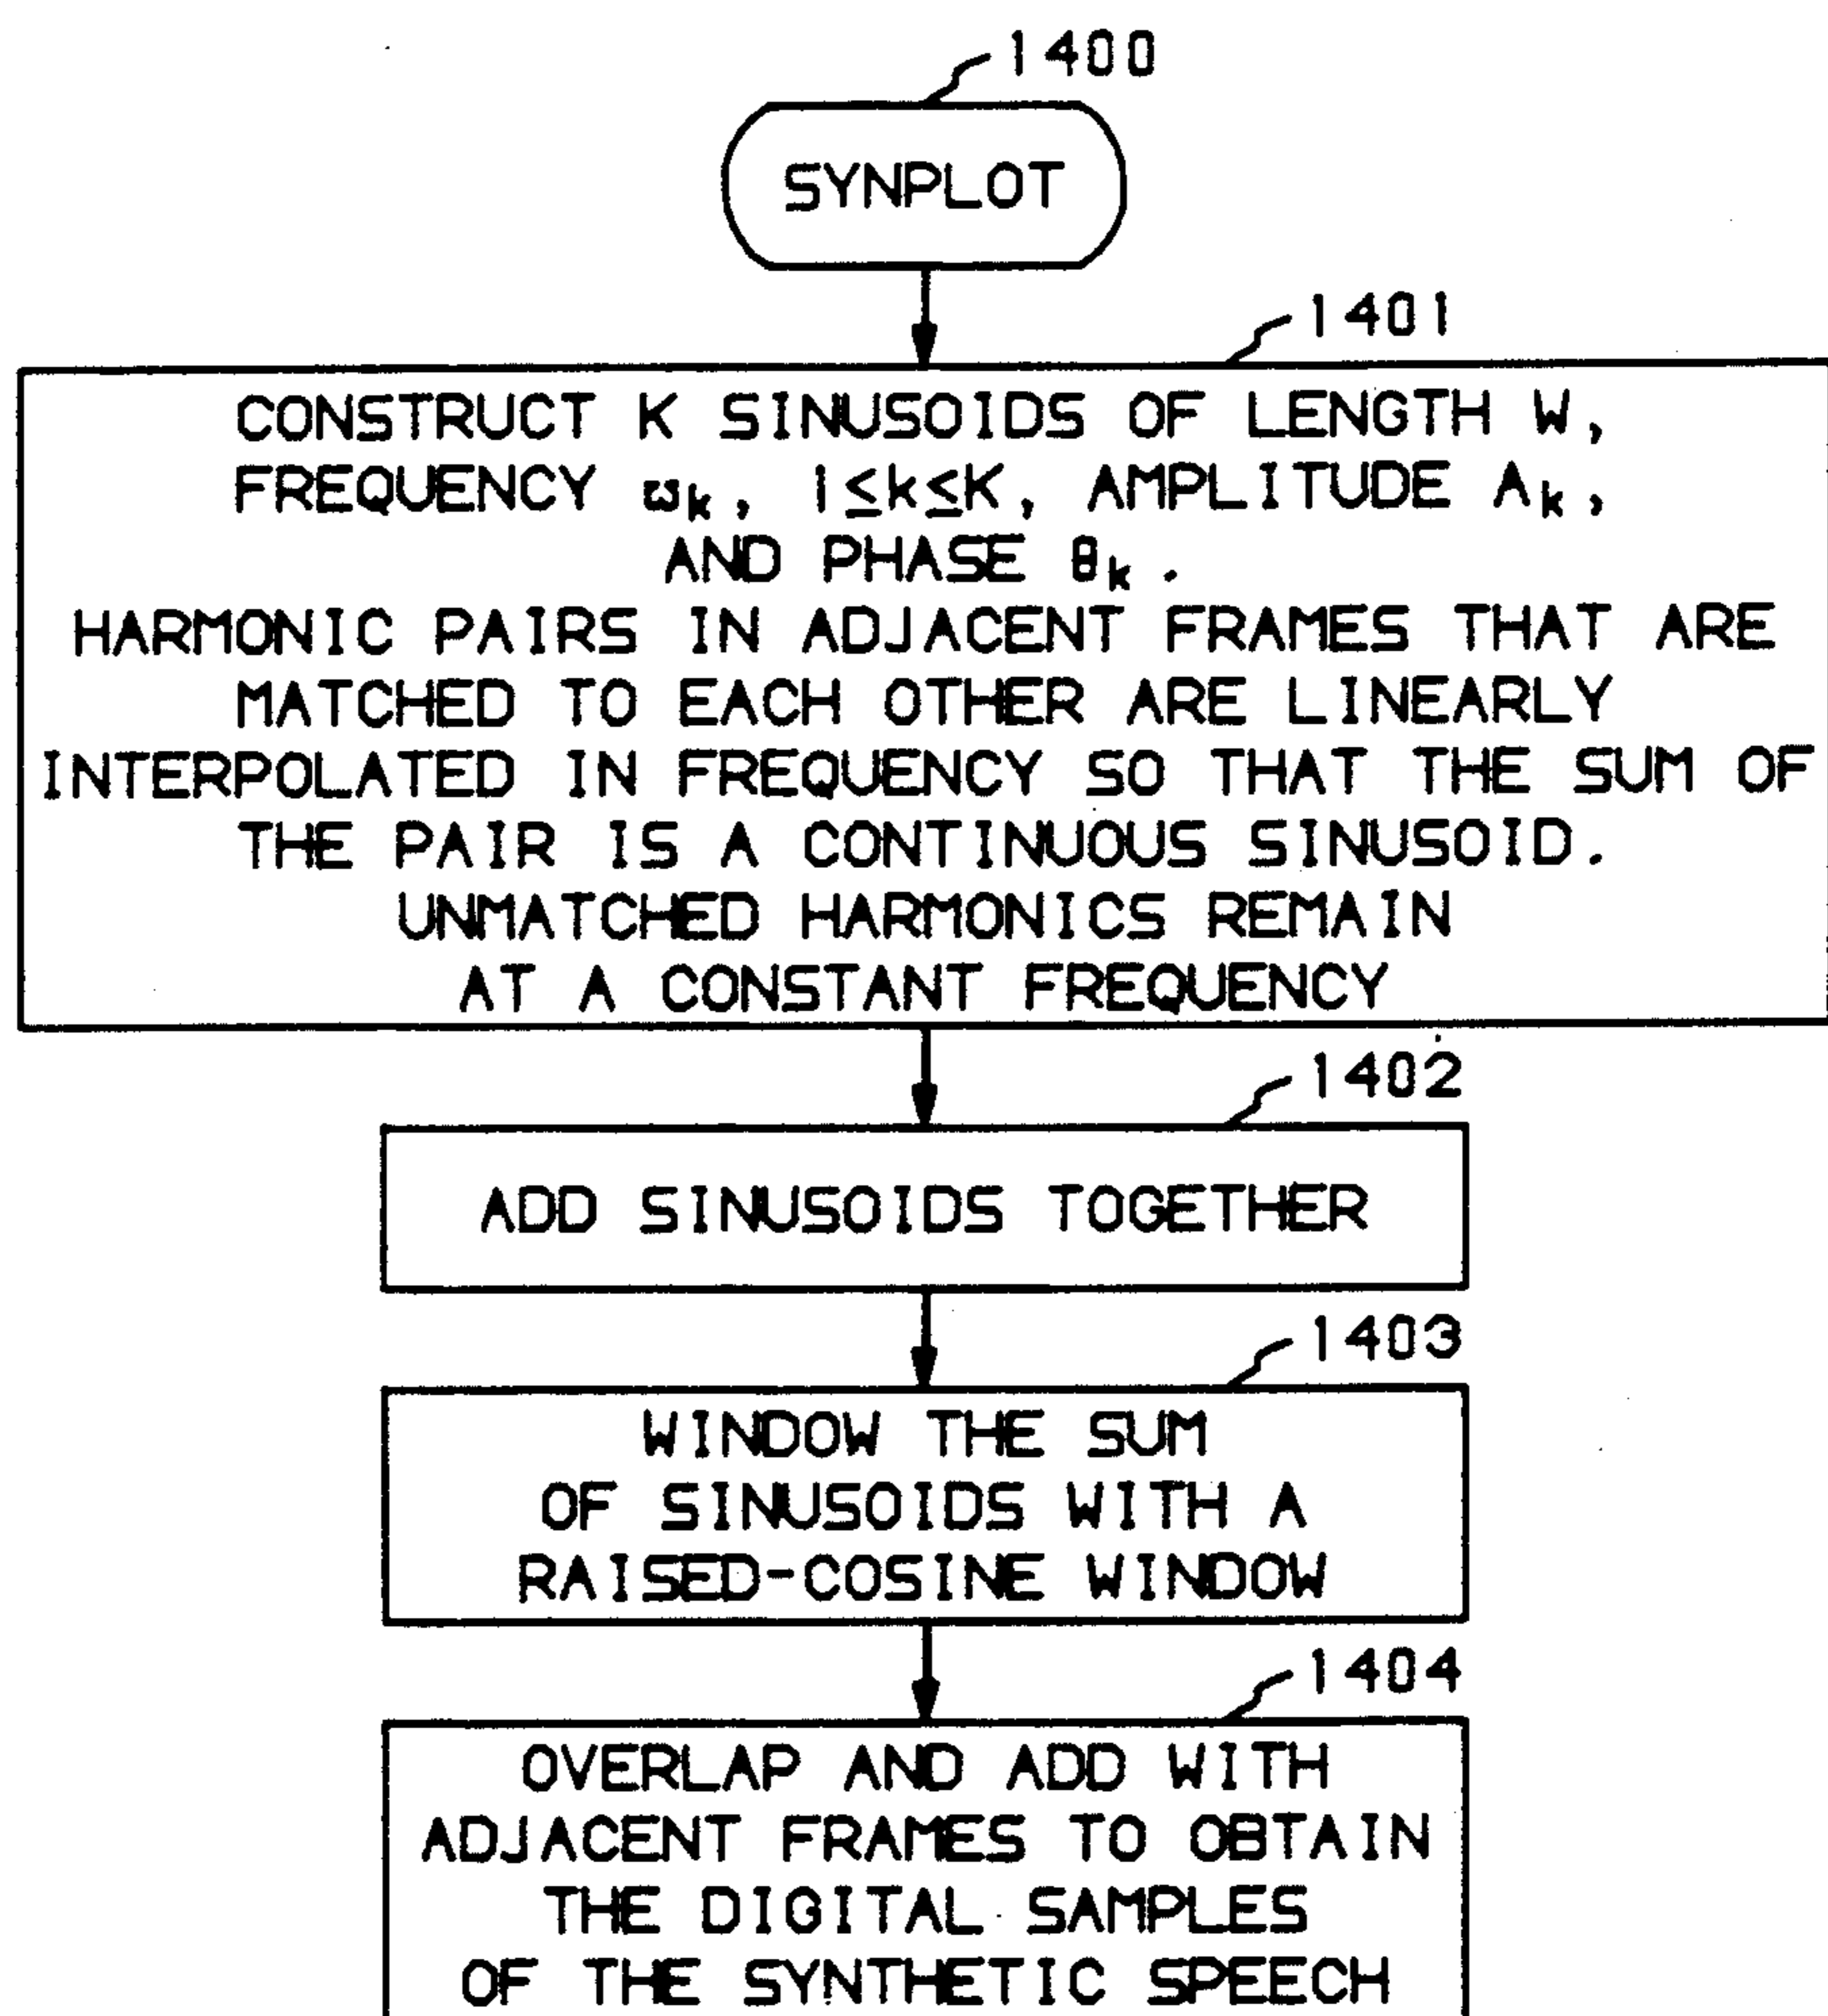 1400
SYNPLOT
1401
CONSTRUCT K SINUSOIDS OF LENGTH W,
FREQUENCY ωk, 1≤k≤K, AMPLITUDE Ak,
AND PHASE θk.
HARMONIC PAIRS IN ADJACENT FRAMES THAT ARE
MATCHED TO EACH OTHER ARE LINEARLY
INTERPOLATED IN FREQUENCY SO THAT THE SUM OF
THE PAIR IS A CONTINUOUS SINUSOID.
UNMATCHED HARMONICS REMAIN
AT A CONSTANT FREQUENCY
1402
ADD SINUSOIDS TOGETHER
1403
WINDOW THE SUM
OF SINUSOIDS WITH A
RAISED-COSINE WINDOW
1404
OVERLAP AND ADD WITH
ADJACENT FRAMES TO OBTAIN
THE DIGITAL SAMPLES
OF THE SYNTHETIC SPEECH